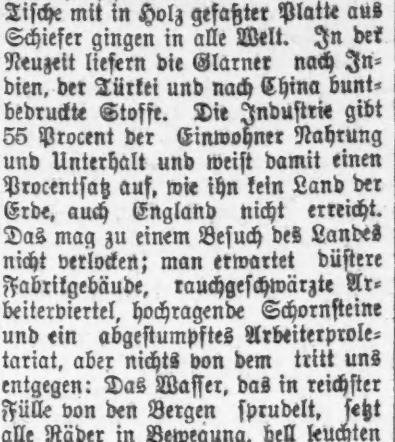 Tische mit in Holz gefaßter Platte aus
Schiefer gingen in alle Welt. In der
Neuzeit liefern die Glarner nach In-
dien, der Türkei und nach China bunt-
bedruckte Stoffe. Die Industrie gibt
55 Procent der Einwohner Nahrung
und Unterhalt und weist damit einen
Procentsatz auf, wie ihn kein Land der
Erde, auch England nicht erreicht.
Das mag zu einem Besuch des Landes
nicht verlocken; man erwartet düstere
Fabrikgebäude, rauchgeschwärzte Ar-
beiterviertel, hochragende Schornsteine
und ein abgestumpftes Arbeiterprole-
tariat, aber nichts von dem tritt uns
entgegen: Das Wasser, das in reichster
Fülle von den Bergen sprudelt, setzt
alle Räder in Bewegung, hell leuchten